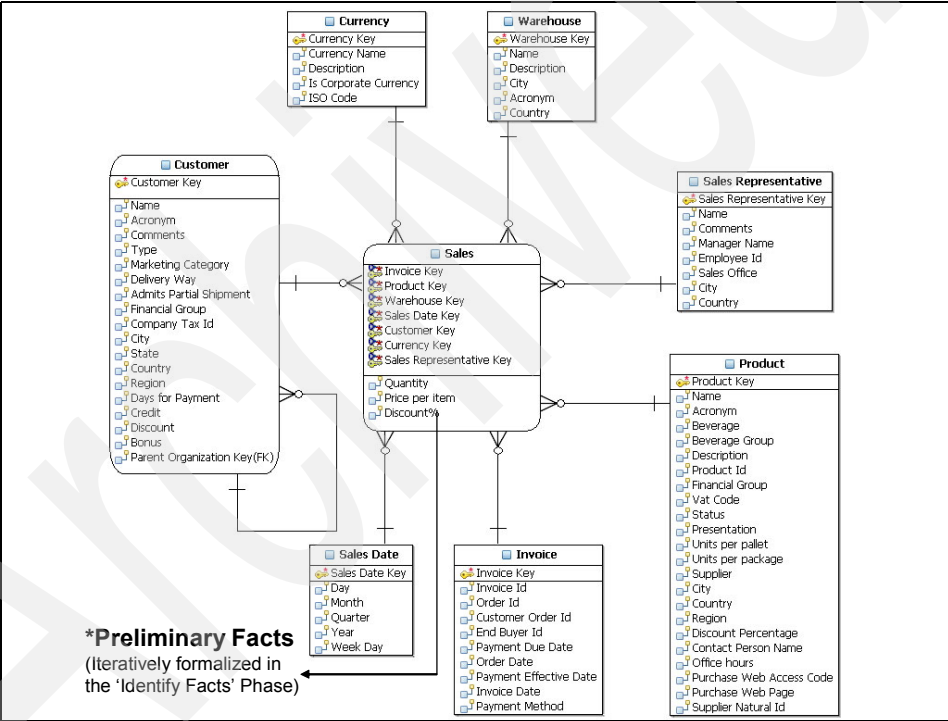 Currency
Currency Key
Currency Name
Description
Is Corporate Currency
ISO Code
Warehouse
Warehouse Key
Name
Description
City
Acronym
Country
Customer
Customer Key
Name
Acronym
Comments
Type
Marketing Category
Delivery Way
Admits Partial Shipment
Financial Group
Company Tax Id
City
State
Country
Region
Days for Payment
Credit
Discount
Bonus
Parent Organization Key(FK)
Sales
Invoice Key
Product Key
Warehouse Key
Sales Date Key
Customer Key
Currency Key
Sales Representative Key
Quantity
Price per item
Discount%
Sales Representative
Sales Representative Key
Name
Comments
Manager Name
Employee Id
Sales Office
City
Country
Product
Product Key
Name
Acronym
Beverage
Beverage Group
Description
Product Id
Financial Group
Vat Code
Status
Presentation
Units per pallet
Units per package
Supplier
City
Country
Region
Discount Percentage
Contact Person Name
Office hours
Purchase Web Access Code
Purchase Web Page
Supplier Natural Id
Sales Date
Sales Date Key
Day
Month
Quarter
Year
Week Day
Invoice
Invoice Key
Invoice Id
Order Id
Customer Order Id
End Buyer Id
Payment Due Date
Order Date
Payment Effective Date
Invoice Date
Payment Method
*Preliminary Facts
(Iteratively formalized in
the ‘Identify Facts’ Phase)
Archived